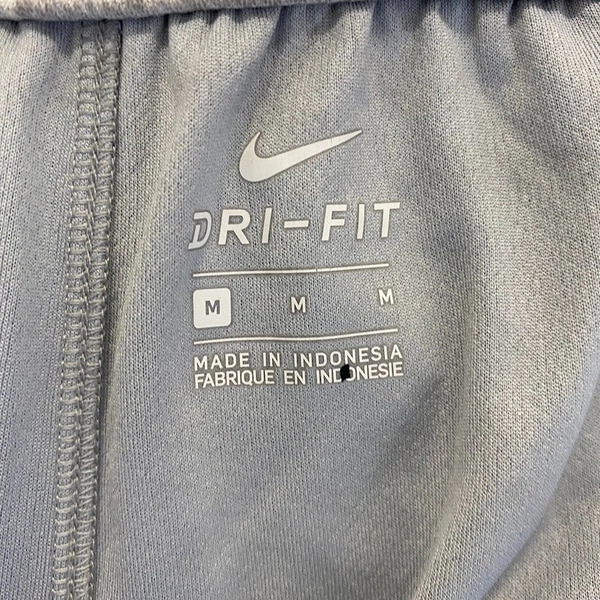 DRI-FIT
M M M
MADE IN INDONESIA
FABRIQUE EN INDONESIE